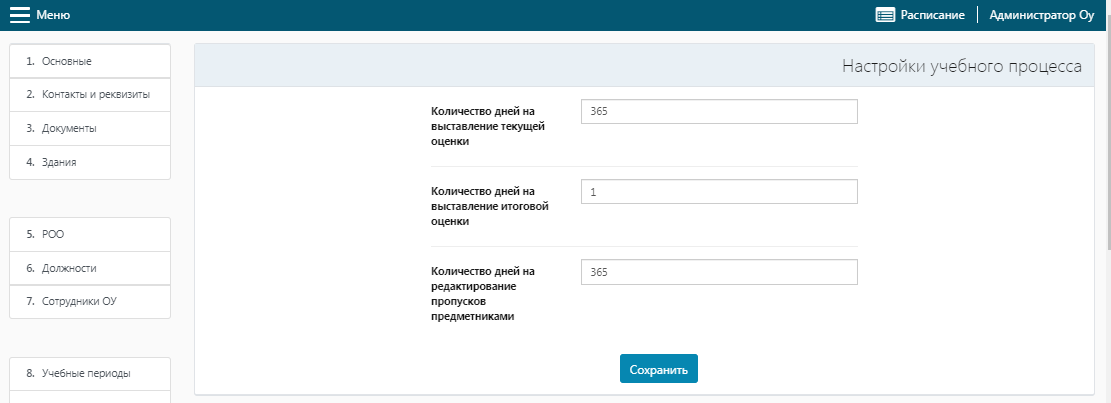 Меню
Расписание
Администратор Оу
1. Основные
2. Контакты и реквизиты
3. Документы
4. Здания
5. РОО
6. Должности
7. Сотрудники ОУ
8. Учебные периоды
Настройки учебного процесса
Количество дней на
выставление текущей
оценки
365
Количество дней на
выставление итоговой
оценки
1
Количество дней на
редактирование
пропусков
предметниками
365
Сохранить